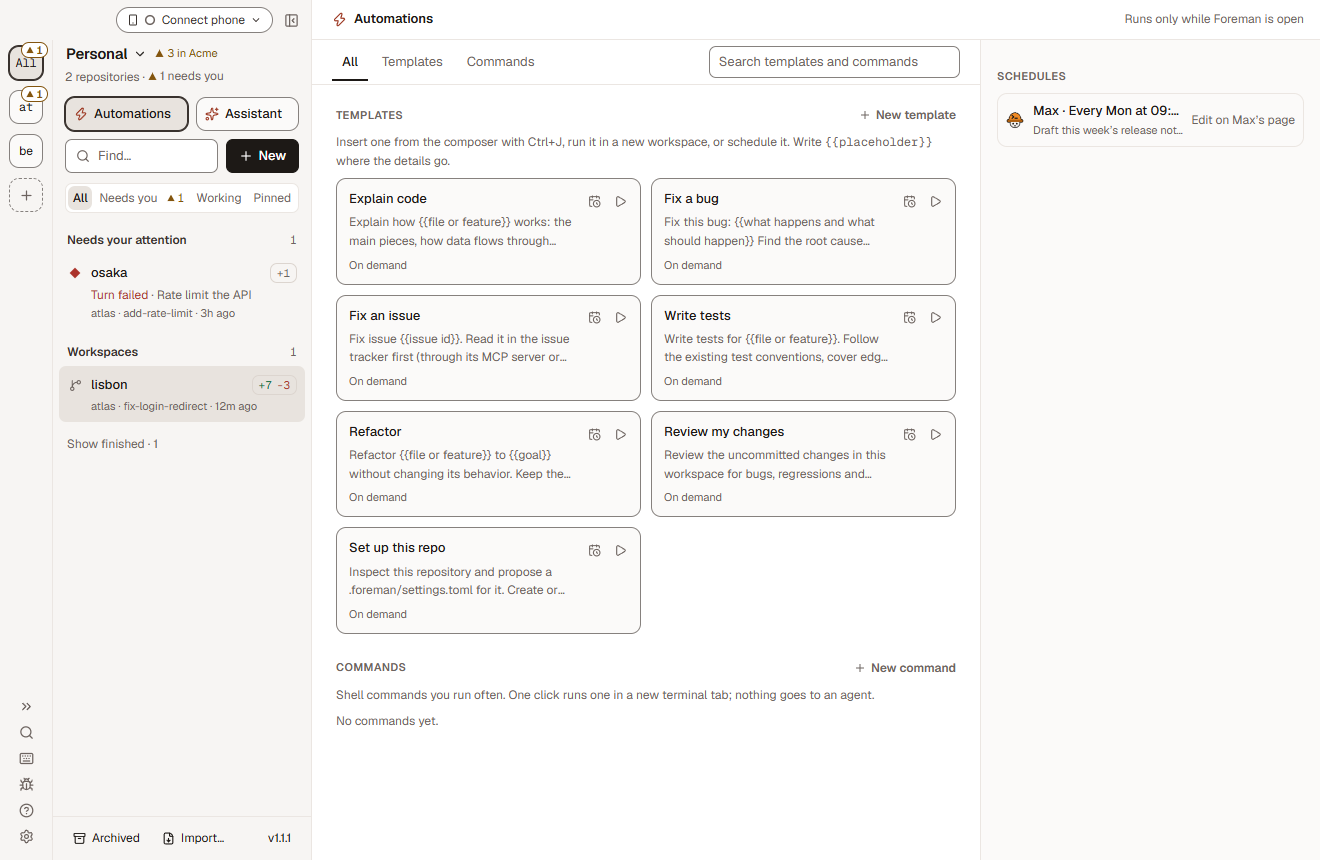 Connect phone
Automations
Runs only while Foreman is open
1
All
1
at
be
Personal
3 in Acme
2 repositories · 1 needs you
Automations
Assistant
Find...
New
All
Needs you
1
Working
Pinned
Needs your attention
1
osaka
+1
Turn failed · Rate limit the API
atlas · add-rate-limit · 3h ago
Workspaces
1
lisbon
+7 −3
atlas · fix-login-redirect · 12m ago
Show finished · 1
Archived
Import...
v1.1.1
All
Templates
Commands
Search templates and commands
TEMPLATES
New template
Insert one from the composer with Ctrl+J, run it in a new workspace, or schedule it. Write {{placeholder}}
where the details go.
Explain code
Explain how {{file or feature}} works: the
main pieces, how data flows through…
On demand
Fix a bug
Fix this bug: {{what happens and what
should happen}} Find the root cause…
On demand
Fix an issue
Fix issue {{issue id}}. Read it in the issue
tracker first (through its MCP server or…
On demand
Write tests
Write tests for {{file or feature}}. Follow
the existing test conventions, cover edg…
On demand
Refactor
Refactor {{file or feature}} to {{goal}}
without changing its behavior. Keep the…
On demand
Review my changes
Review the uncommitted changes in this
workspace for bugs, regressions and…
On demand
Set up this repo
Inspect this repository and propose a
.foreman/settings.toml for it. Create or…
On demand
COMMANDS
New command
Shell commands you run often. One click runs one in a new terminal tab; nothing goes to an agent.
No commands yet.
SCHEDULES
Max · Every Mon at 09:…
Draft this week's release not…
Edit on Max's page